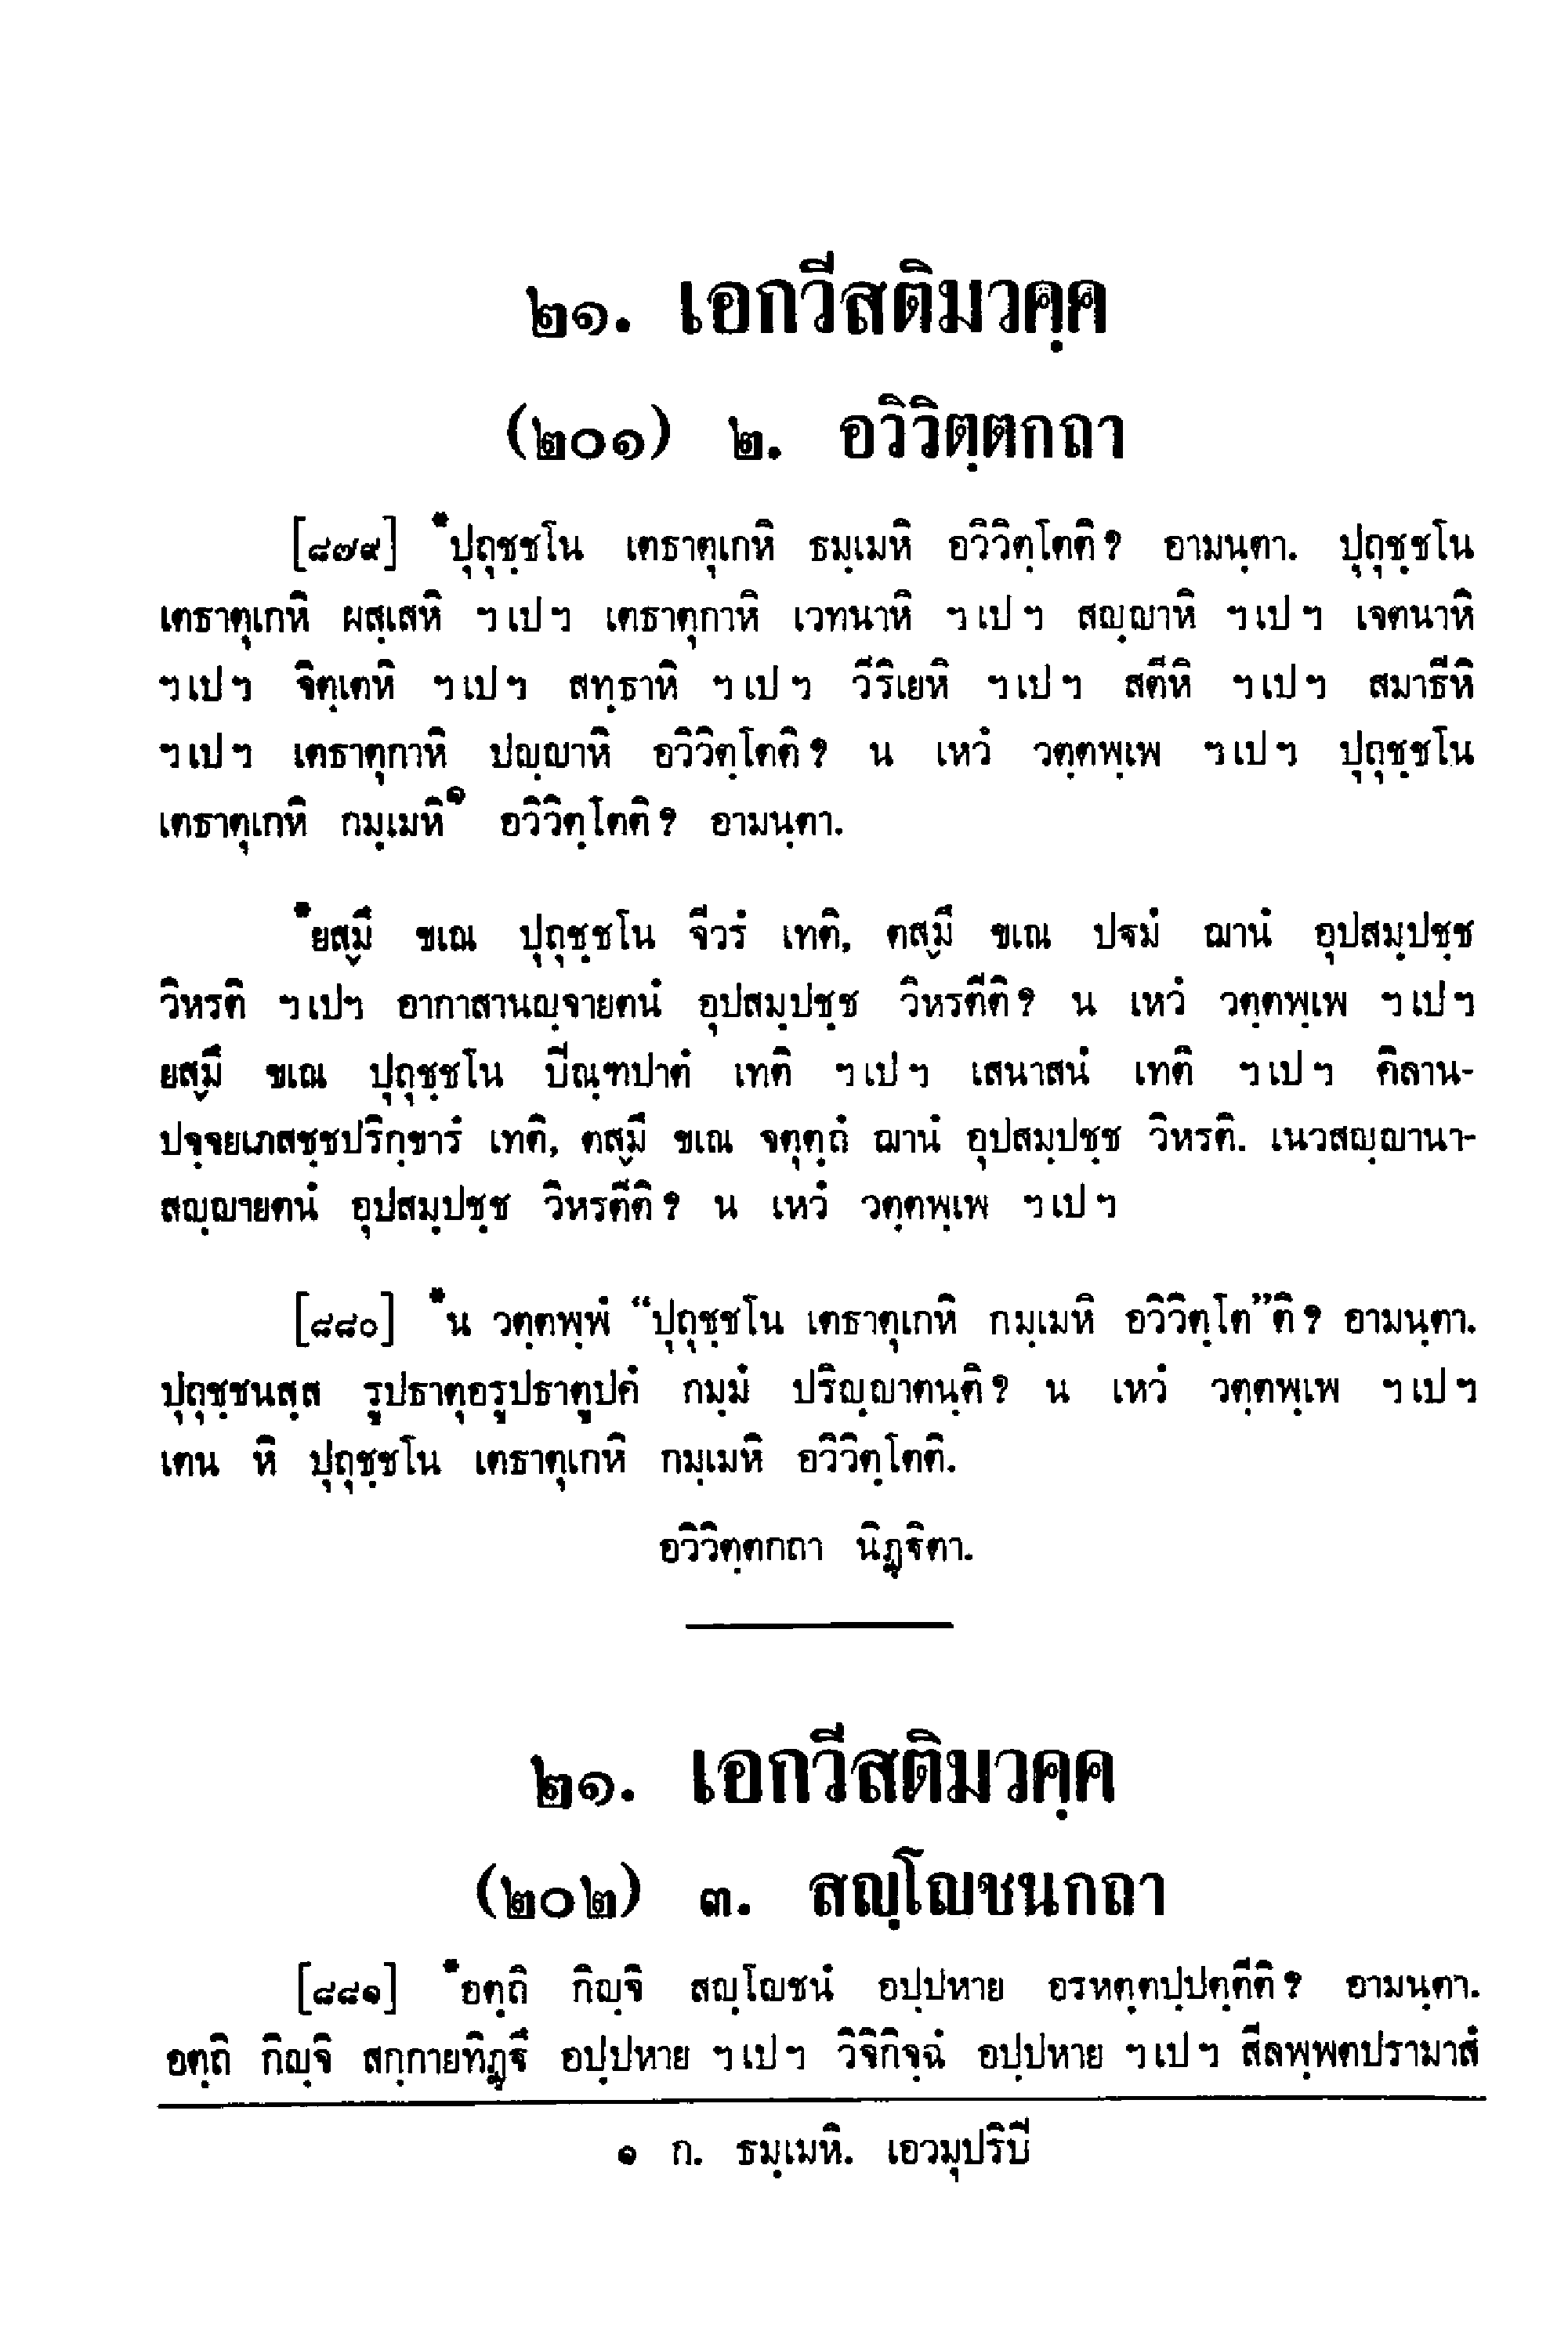 ๒๑. เอกวีสติมวคฺค
(๒๐๑) ๒. อวิวิตฺตกถา
[๘๗๙] *ปุถุชฺชโน เตธาตุเกหิ ธมฺเมหิ อวิวิตฺโตติ? อามนฺตา. ปุถุชฺชโน
เตธาตุเกหิ ผสฺเสหิ ฯ เป ฯ เตธาตุกาหิ เวทนาหิ ฯ เป ฯ สญฺญาหิ ฯ เป ฯ เจตนาหิ
ฯ เป ฯ จิตฺเตหิ ฯ เป ฯ สทฺธาหิ ฯ เป ฯ วีริเยหิ ฯ เป ฯ สตีหิ ฯ เป ฯ สมาธีหิ
ฯ เป ฯ เตธาตุกาหิ ปญฺญาหิ อวิวิตฺโตติ? น เหวํ วตฺตพฺเพ ฯ เป ฯ ปุถุชฺชโน
เตธาตุเกหิ กมฺเมหิ๑ อวิวิตฺโตติ? อามนฺตา.
*ยสฺมึ ขเณ ปุถุชฺชโน จีวรํ เทติ, ตสฺมึ ขเณ ปฐมํ ฌานํ อุปสมฺปชฺช
วิหรติ ฯ เป ฯ อากาสานญฺจายตนํ อุปสมฺปชฺช วิหรตีติ? น เหวํ วตฺตพฺเพ ฯ เป ฯ
ยสฺมึ ขเณ ปุถุชฺชโน ปิณฺฑปาตํ เทติ ฯ เป ฯ เสนาสนํ เทติ ฯ เป ฯ คิลาน-
ปจฺจยเภสชฺชปริกฺขารํ เทติ, ตสฺมึ ขเณ จตุตฺถํ ฌานํ อุปสมฺปชฺช วิหรติ. เนวสญฺญานา-
สญฺญายตนํ อุปสมฺปชฺช วิหรตีติ? น เหวํ วตฺตพฺเพ ฯ เป ฯ
[๘๘๐] *น วตฺตพฺพํ “ปุถุชฺชโน เตธาตุเกหิ กมฺเมหิ อวิวิตฺโต”ติ? อามนฺตา.
ปุถุชฺชนสฺส รูปธาตุอรูปธาตูปคํ กมฺมํ ปริญฺญาตนฺติ? น เหวํ วตฺตพฺเพ ฯ เป ฯ
เตน หิ ปุถุชฺชโน เตธาตุเกหิ กมฺเมหิ อวิวิตฺโตติ.
อวิวิตฺตกถา นิฏฺฐิตา.
๒๑. เอกวีสติมวคฺค
(๒๐๒) ๓. สญฺโญชนกถา
[๘๘๑] *อตฺถิ กิญฺจิ สญฺโญชนํ อปฺปหาย อรหตฺตปฺปตฺตีติ? อามนฺตา.
อตฺถิ กิญฺจิ สกฺกายทิฏฺฐึ อปฺปหาย ฯ เป ฯ วิจิกิจฺฉํ อปฺปหาย ฯ เป ฯ สีลพฺพตปรามาสํ
๑ ก. ธมฺเมหิ. เอวมุปริปิ